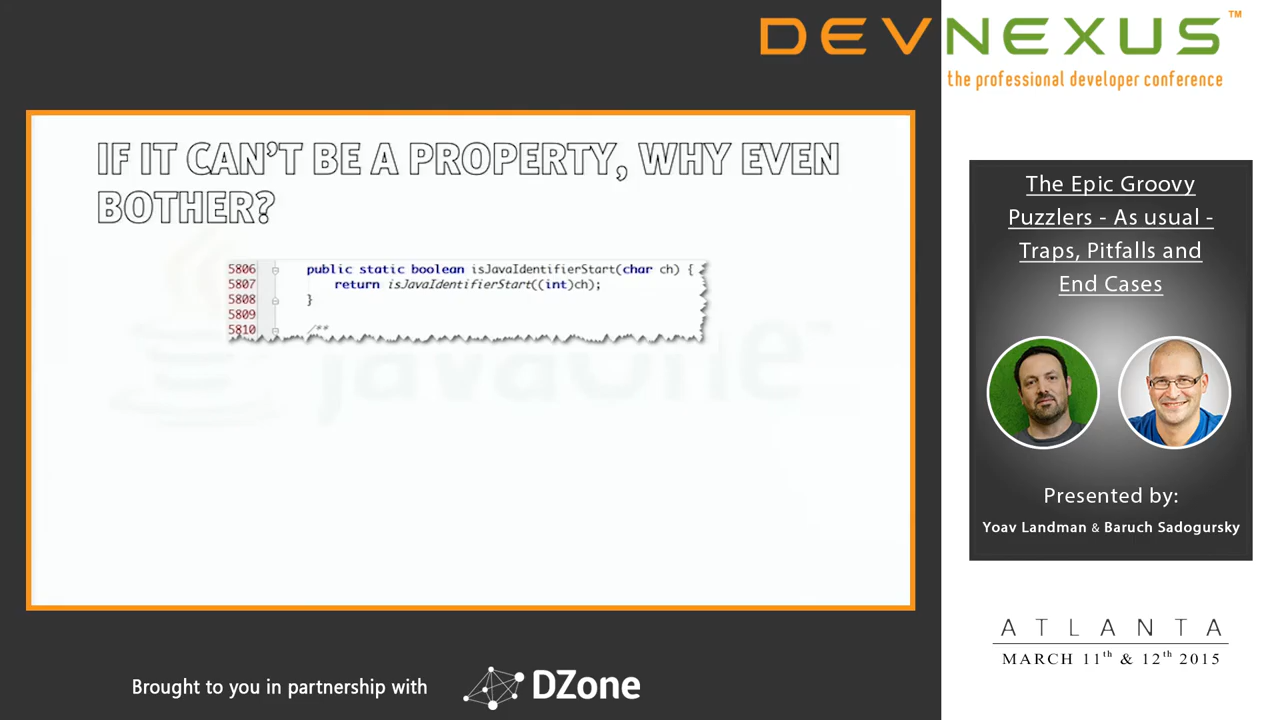 DEVNEXUS™
the professional developer conference
IF IT CAN'T BE A PROPERTY, WHY EVEN
BOTHER?
5806 public static boolean isJavaIdentifierStart(char ch) {
5807 return isJavaIdentifierStart((int)ch);
5808 }
5809
5810 /**
javaOne™
The Epic Groovy
Puzzlers - As usual -
Traps, Pitfalls and
End Cases
Presented by:
Yoav Landman & Baruch Sadogursky
ATLANTA
MARCH 11th & 12th 2015
Brought to you in partnership with
DZone